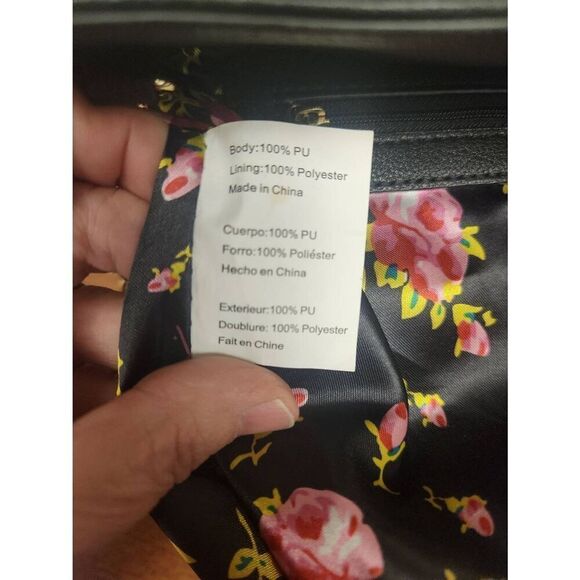 Body:100% PU
Lining:100% Polyester
Made in China
Cuerpo:100% PU
Forro:100% Poliéster
Hecho en China
Exterieur:100% PU
Doublure: 100% Polyester
Fait en Chine